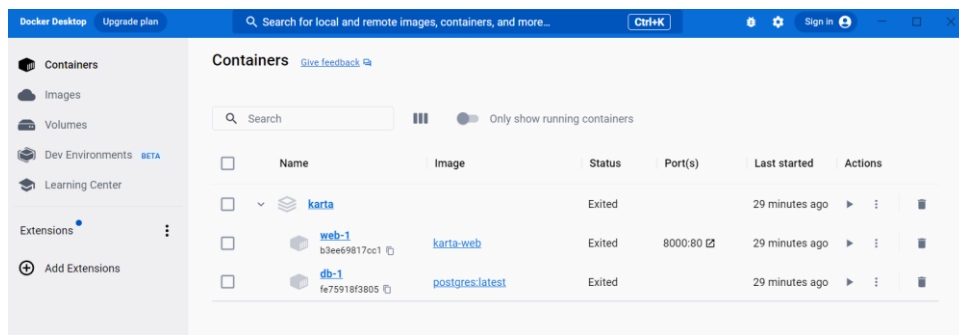 Docker Desktop Upgrade plan Search for local and remote images, containers, and more... Ctrl+K Sign in
Containers
Images
Volumes
Dev Environments BETA
Learning Center
Extensions
Add Extensions
Containers Give feedback
Search Only show running containers
Name Image Status Port(s) Last started Actions
karta Exited 29 minutes ago
web-1
b3ee69817cc1 karta-web Exited 8000:80 29 minutes ago
db-1
fe75918f3805 postgres:latest Exited 29 minutes ago